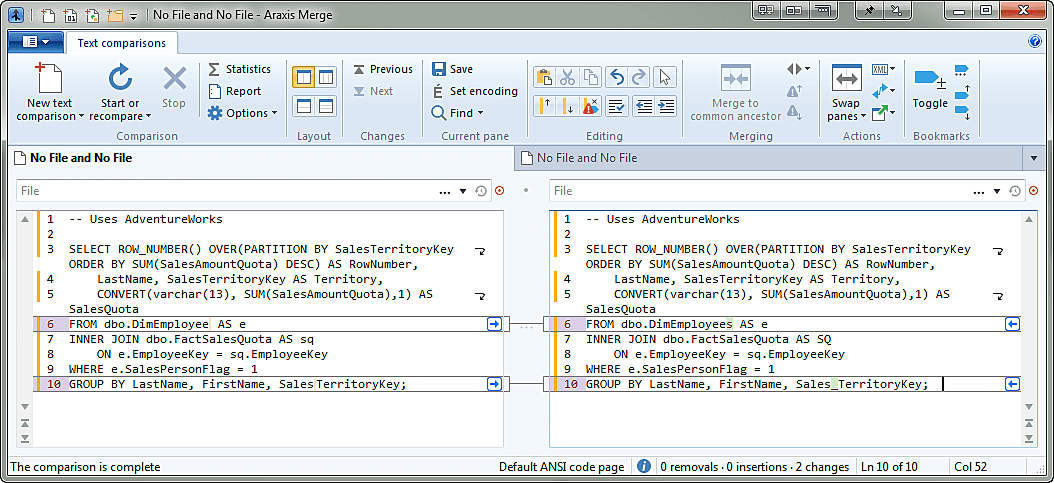 No File and No File - Araxis Merge
Text comparisons
New text comparison
Start or recompare
Stop
Statistics
Report
Options
Comparison
Layout
Previous
Next
Changes
Save
Set encoding
Find
Current pane
Editing
Merge to common ancestor
Merging
Swap panes
XML
Actions
Toggle
Bookmarks
No File and No File
No File and No File
File ...
File ...
1 -- Uses AdventureWorks
2
3 SELECT ROW_NUMBER() OVER(PARTITION BY SalesTerritoryKey
ORDER BY SUM(SalesAmountQuota) DESC) AS RowNumber,
4 LastName, SalesTerritoryKey AS Territory,
5 CONVERT(varchar(13), SUM(SalesAmountQuota),1) AS
SalesQuota
6 FROM dbo.DimEmployee AS e
7 INNER JOIN dbo.FactSalesQuota AS sq
8 ON e.EmployeeKey = sq.EmployeeKey
9 WHERE e.SalesPersonFlag = 1
10 GROUP BY LastName, FirstName, SalesTerritoryKey;
1 -- Uses AdventureWorks
2
3 SELECT ROW_NUMBER() OVER(PARTITION BY SalesTerritoryKey
ORDER BY SUM(SalesAmountQuota) DESC) AS RowNumber,
4 LastName, SalesTerritoryKey AS Territory,
5 CONVERT(varchar(13), SUM(SalesAmountQuota),1) AS
SalesQuota
6 FROM dbo.DimEmployees AS e
7 INNER JOIN dbo.FactSalesQuota AS SQ
8 ON e.EmployeeKey = sq.EmployeeKey
9 WHERE e.SalesPersonFlag = 1
10 GROUP BY LastName, FirstName, Sales_TerritoryKey;
The comparison is complete
Default ANSI code page
0 removals · 0 insertions · 2 changes
Ln 10 of 10
Col 52